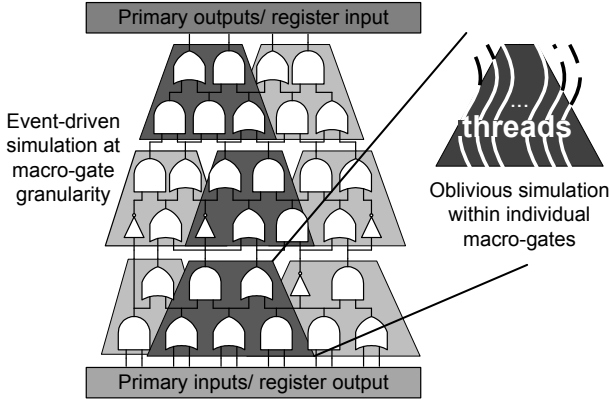 Primary outputs/ register input
Event-driven
simulation at
macro-gate
granularity
...
threads
Oblivious simulation
within individual
macro-gates
Primary inputs/ register output